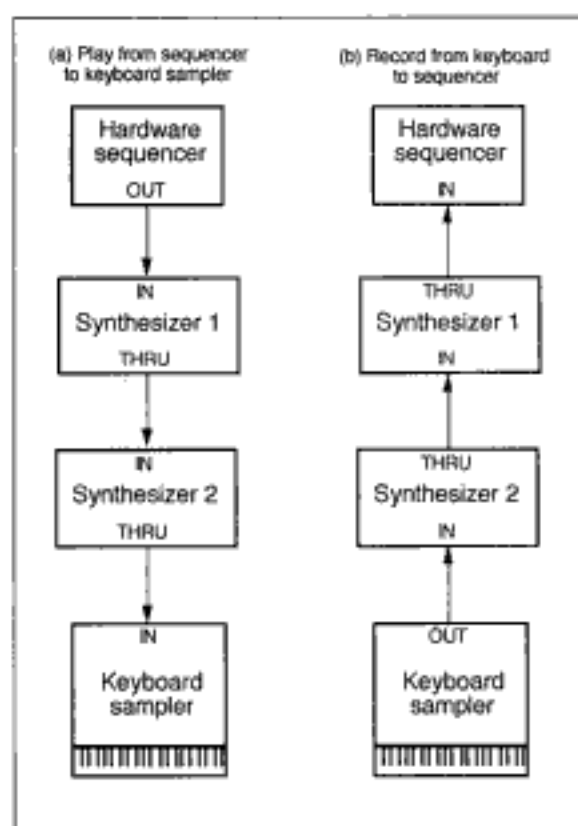 (a) Play from sequencer
to keyboard sampler
Hardware
sequencer
OUT
IN
Synthesizer 1
THRU
IN
Synthesizer 2
THRU
IN
Keyboard
sampler
(b) Record from keyboard
to sequencer
Hardware
sequencer
IN
THRU
Synthesizer 1
IN
THRU
Synthesizer 2
IN
OUT
Keyboard
sampler